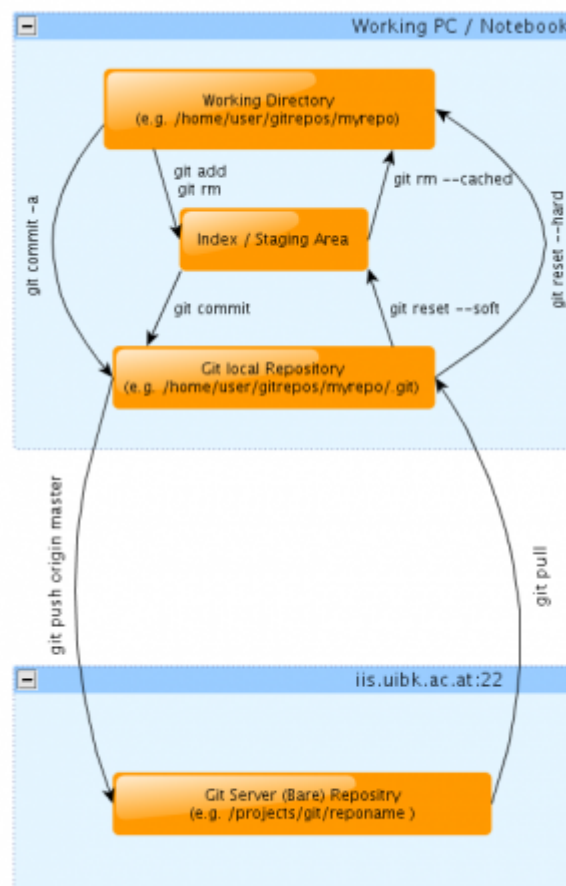 Working PC / Notebook
Working Directory
(e.g. /home/user/gitrepos/myrepo)
git add
git rm
git rm --cached
git commit -a
git reset --hard
Index / Staging Area
git commit
git reset --soft
Git local Repository
(e.g. /home/user/gitrepos/myrepo/.git)
git push origin master
git pull
iis.uibk.ac.at:22
Git Server (Bare) Repositry
(e.g. /projects/git/reponame )